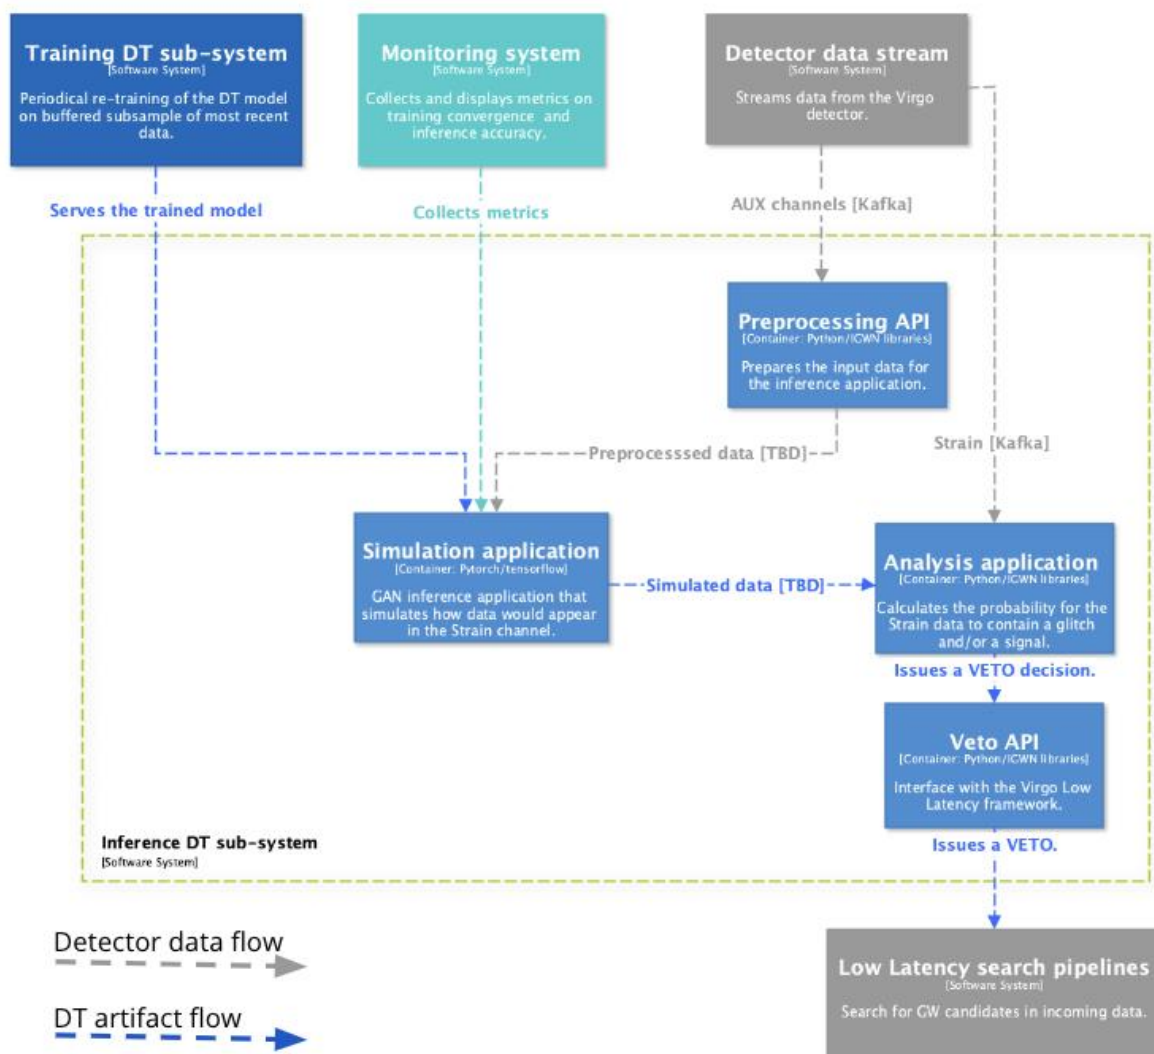 Training DT sub-system
[Software System]
Periodical re-training of the DT model
on buffered subsample of most recent
data.
Monitoring system
[Software System]
Collects and displays metrics on
training convergence and
inference accuracy.
Detector data stream
[Software System]
Streams data from the Virgo
detector.
Serves the trained model
Collects metrics
AUX channels [Kafka]
Preprocessing API
[Container: Python/IGWN libraries]
Prepares the input data for
the inference application.
Preprocesssed data [TBD]
Strain [Kafka]
Simulation application
[Container: Pytorch/tensorflow]
GAN inference application that
simulates how data would appear
in the Strain channel.
Simulated data [TBD]
Analysis application
[Container: Python/IGWN libraries]
Calculates the probability for the
Strain data to contain a glitch
and/or a signal.
Issues a VETO decision.
Veto API
[Container: Python/IGWN libraries]
Interface with the Virgo Low
Latency framework.
Inference DT sub-system
[Software System]
Issues a VETO.
Detector data flow
DT artifact flow
Low Latency search pipelines
[Software System]
Search for GW candidates in incoming data.